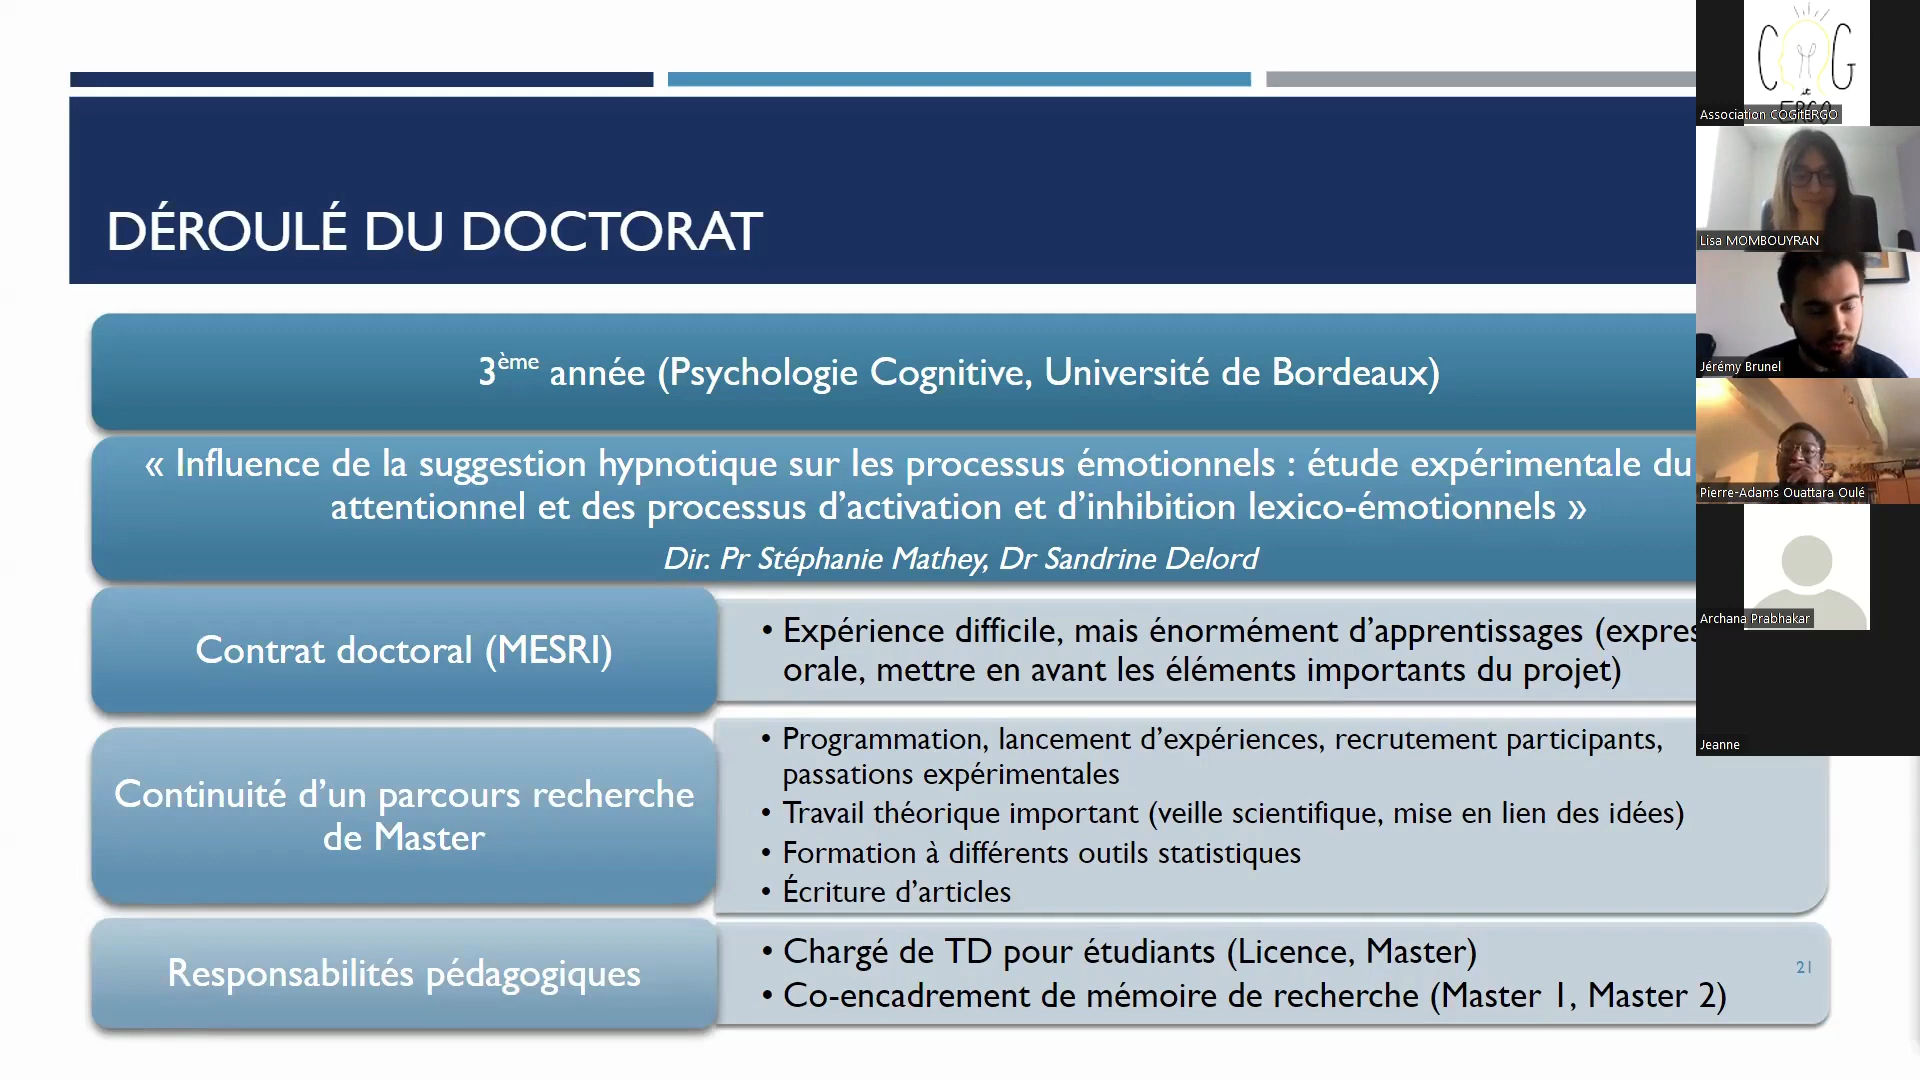 DÉROULÉ DU DOCTORAT
3ème année (Psychologie Cognitive, Université de Bordeaux)
« Influence de la suggestion hypnotique sur les processus émotionnels : étude expérimentale du
attentionnel et des processus d’activation et d’inhibition lexico-émotionnels »
Dir. Pr Stéphanie Mathey, Dr Sandrine Delord
Contrat doctoral (MESRI)
• Expérience difficile, mais énormément d’apprentissages (expres
orale, mettre en avant les éléments importants du projet)
Continuité d’un parcours recherche
de Master
• Programmation, lancement d’expériences, recrutement participants,
passations expérimentales
• Travail théorique important (veille scientifique, mise en lien des idées)
• Formation à différents outils statistiques
• Écriture d’articles
Responsabilités pédagogiques
• Chargé de TD pour étudiants (Licence, Master)
• Co-encadrement de mémoire de recherche (Master 1, Master 2)
21
C G
it
ERGO
Association COGitERGO
Lisa MOMBOUYRAN
Jérémy Brunel
Pierre-Adams Ouattara Oulé
Archana Prabhakar
Jeanne